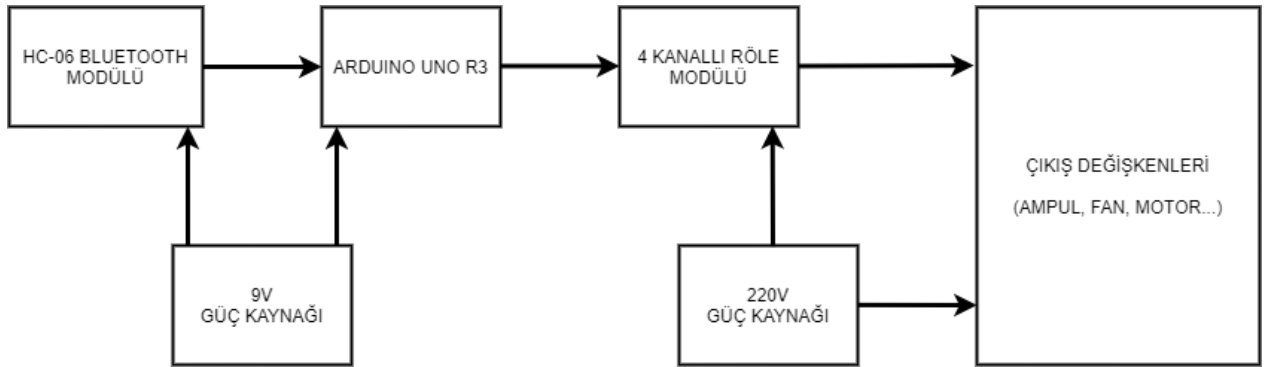 HC-06 BLUETOOTH
MODÜLÜ
ARDUINO UNO R3
4 KANALLI RÖLE
MODÜLÜ
ÇIKIŞ DEĞİŞKENLERİ
(AMPUL, FAN, MOTOR...)
9V
GÜÇ KAYNAĞI
220V
GÜÇ KAYNAĞI